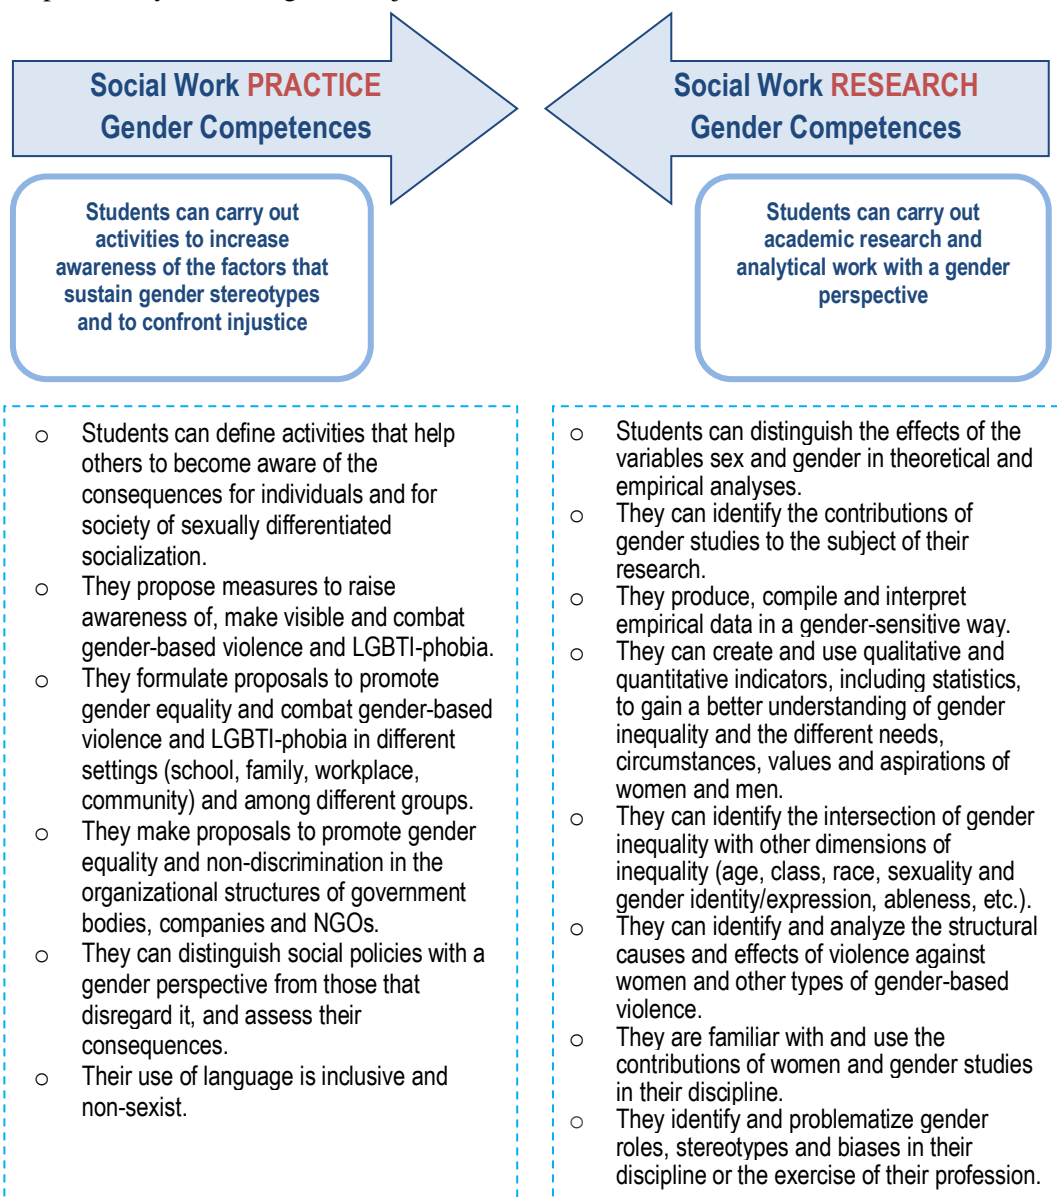 Social Work PRACTICE
Gender Competences
Social Work RESEARCH
Gender Competences
Students can carry out
activities to increase
awareness of the factors that
sustain gender stereotypes
and to confront injustice
Students can carry out
academic research and
analytical work with a gender
perspective
o Students can define activities that help
others to become aware of the
consequences for individuals and for
society of sexually differentiated
socialization.
o They propose measures to raise
awareness of, make visible and combat
gender-based violence and LGBTI-phobia.
o They formulate proposals to promote
gender equality and combat gender-based
violence and LGBTI-phobia in different
settings (school, family, workplace,
community) and among different groups.
o They make proposals to promote gender
equality and non-discrimination in the
organizational structures of government
bodies, companies and NGOs.
o They can distinguish social policies with a
gender perspective from those that
disregard it, and assess their
consequences.
o Their use of language is inclusive and
non-sexist.
o Students can distinguish the effects of the
variables sex and gender in theoretical and
empirical analyses.
o They can identify the contributions of
gender studies to the subject of their
research.
o They produce, compile and interpret
empirical data in a gender-sensitive way.
o They can create and use qualitative and
quantitative indicators, including statistics,
to gain a better understanding of gender
inequality and the different needs,
circumstances, values and aspirations of
women and men.
o They can identify the intersection of gender
inequality with other dimensions of
inequality (age, class, race, sexuality and
gender identity/expression, ableness, etc.).
o They can identify and analyze the structural
causes and effects of violence against
women and other types of gender-based
violence.
o They are familiar with and use the
contributions of women and gender studies
in their discipline.
o They identify and problematize gender
roles, stereotypes and biases in their
discipline or the exercise of their profession.